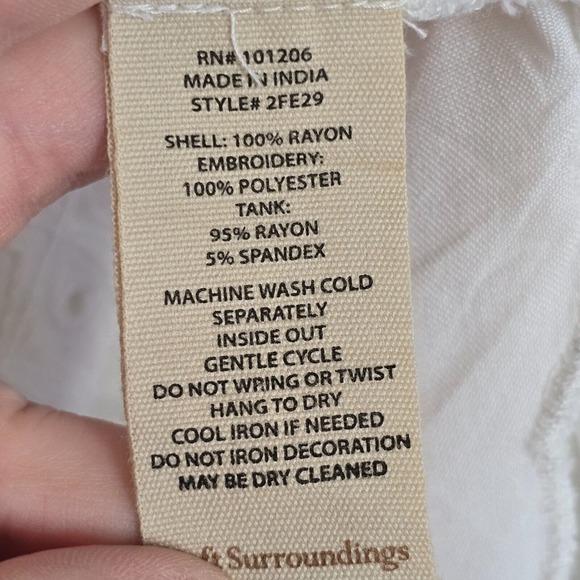 RN# 101206
MADE IN INDIA
STYLE# 2FE29
SHELL: 100% RAYON
EMBROIDERY:
100% POLYESTER
TANK:
95% RAYON
5% SPANDEX
MACHINE WASH COLD
SEPARATELY
INSIDE OUT
GENTLE CYCLE
DO NOT WRING OR TWIST
HANG TO DRY
COOL IRON IF NEEDED
DO NOT IRON DECORATION
MAY BE DRY CLEANED
ft Surroundings